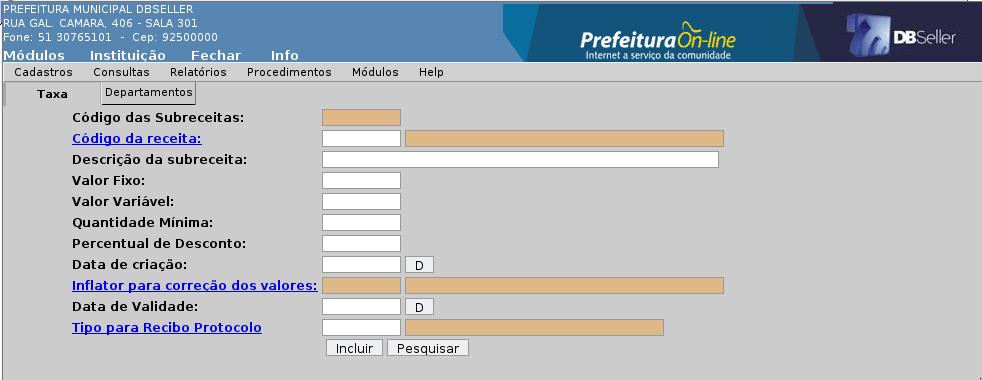 PREFEITURA MUNICIPAL DBSELLER
RUA GAL. CAMARA, 406 - SALA 301
Fone: 51 30765101 - Cep: 92500000
Prefeitura On-line
Internet a serviço da comunidade
DBSeller
Módulos Instituição Fechar Info
Cadastros Consultas Relatórios Procedimentos Módulos Help
Taxa Departamentos
Código das Subreceitas:
Código da receita:
Descrição da subreceita:
Valor Fixo:
Valor Variável:
Quantidade Mínima:
Percentual de Desconto:
Data de criação: D
Inflator para correção dos valores:
Data de Validade: D
Tipo para Recibo Protocolo
Incluir Pesquisar